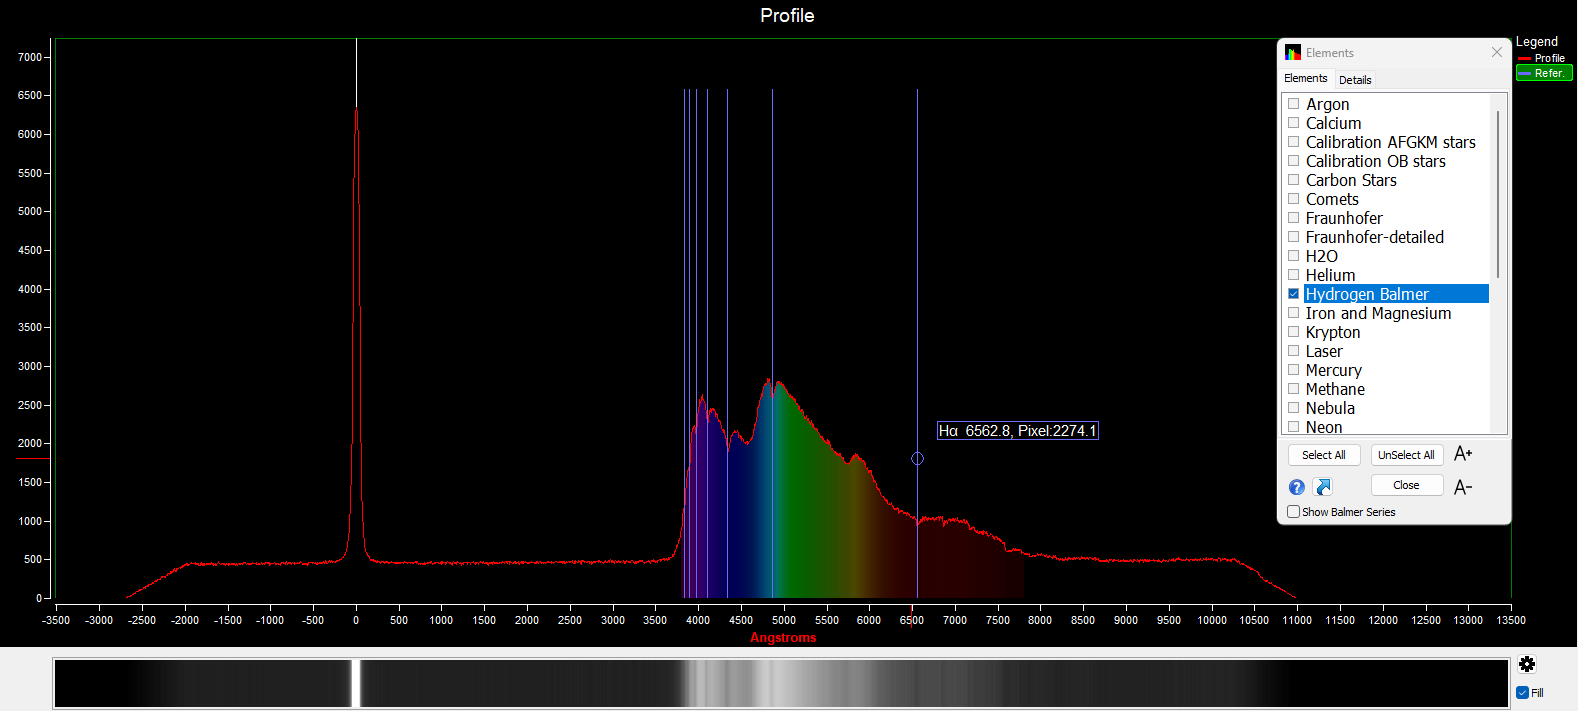 Profile
Legend
Profile
Refer.
7000
6500
6000
5500
5000
4500
4000
3500
3000
2500
2000
1500
1000
500
0
Hα 6562.8, Pixel:2274.1
-3500 -3000 -2500 -2000 -1500 -1000 -500 0 500 1000 1500 2000 2500 3000 3500 4000 4500 5000 5500 6000 6500 7000 7500 8000 8500 9000 9500 10000 10500 11000 11500 12000 12500 13000 13500
Angstroms
Elements
Elements Details
Argon
Calcium
Calibration AFGKM stars
Calibration OB stars
Carbon Stars
Comets
Fraunhofer
Fraunhofer-detailed
H2O
Helium
Hydrogen Balmer
Iron and Magnesium
Krypton
Laser
Mercury
Methane
Nebula
Neon
Select All UnSelect All A+
? Close A-
Show Balmer Series
Fill